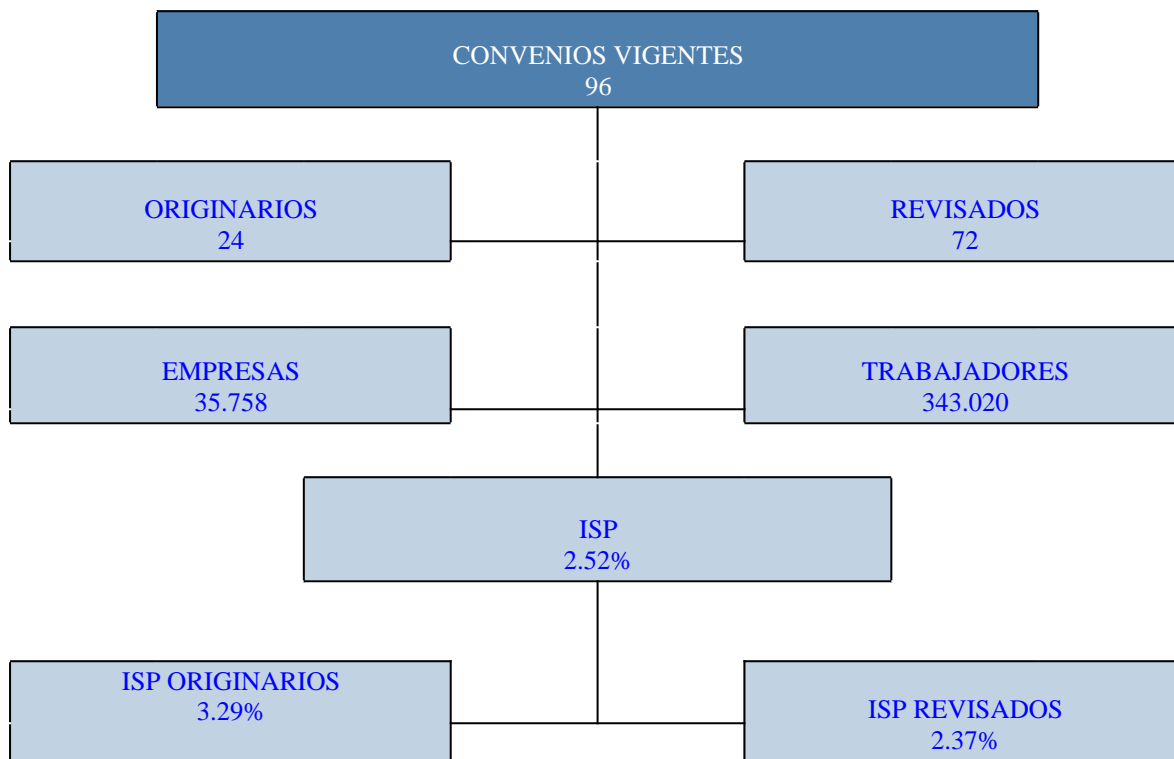 CONVENIOS VIGENTES
96
ORIGINARIOS
24
REVISADOS
72
EMPRESAS
35.758
TRABAJADORES
343.020
ISP
2.52%
ISP ORIGINARIOS
3.29%
ISP REVISADOS
2.37%